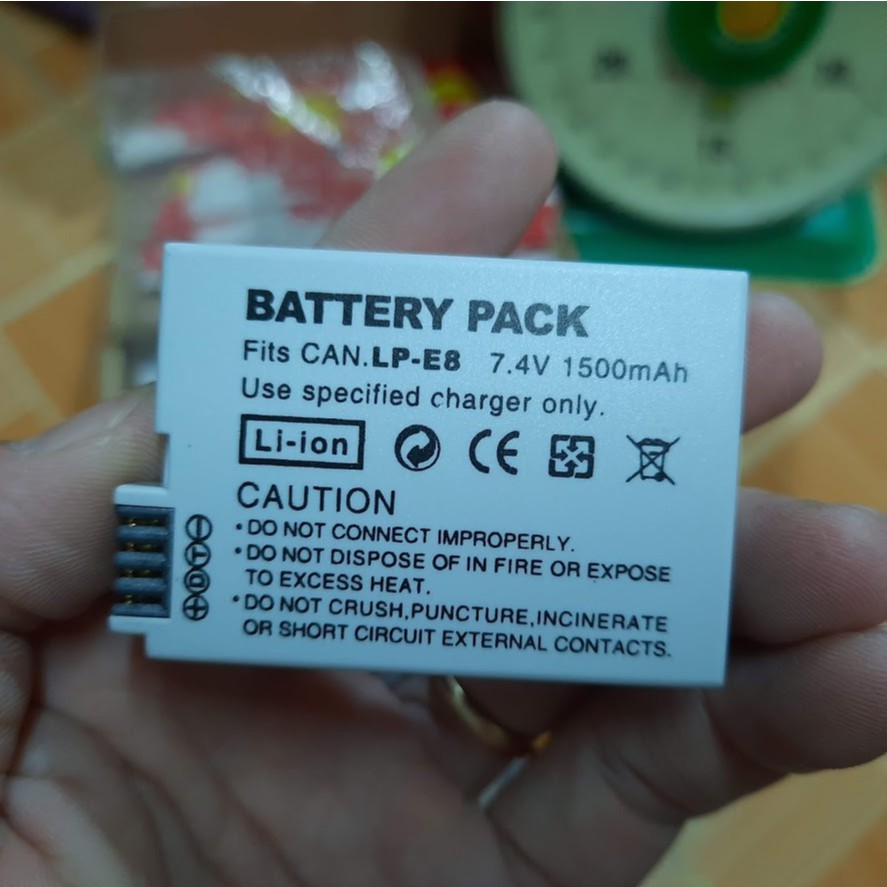 BATTERY PACK
Fits CAN.LP-E8 7.4V 1500mAh
Use specified charger only.
Li-ion
CE
CAUTION
• DO NOT CONNECT IMPROPERLY.
• DO NOT DISPOSE OF IN FIRE OR EXPOSE
TO EXCESS HEAT.
• DO NOT CRUSH,PUNCTURE,INCINERATE
OR SHORT CIRCUIT EXTERNAL CONTACTS.
− T D +